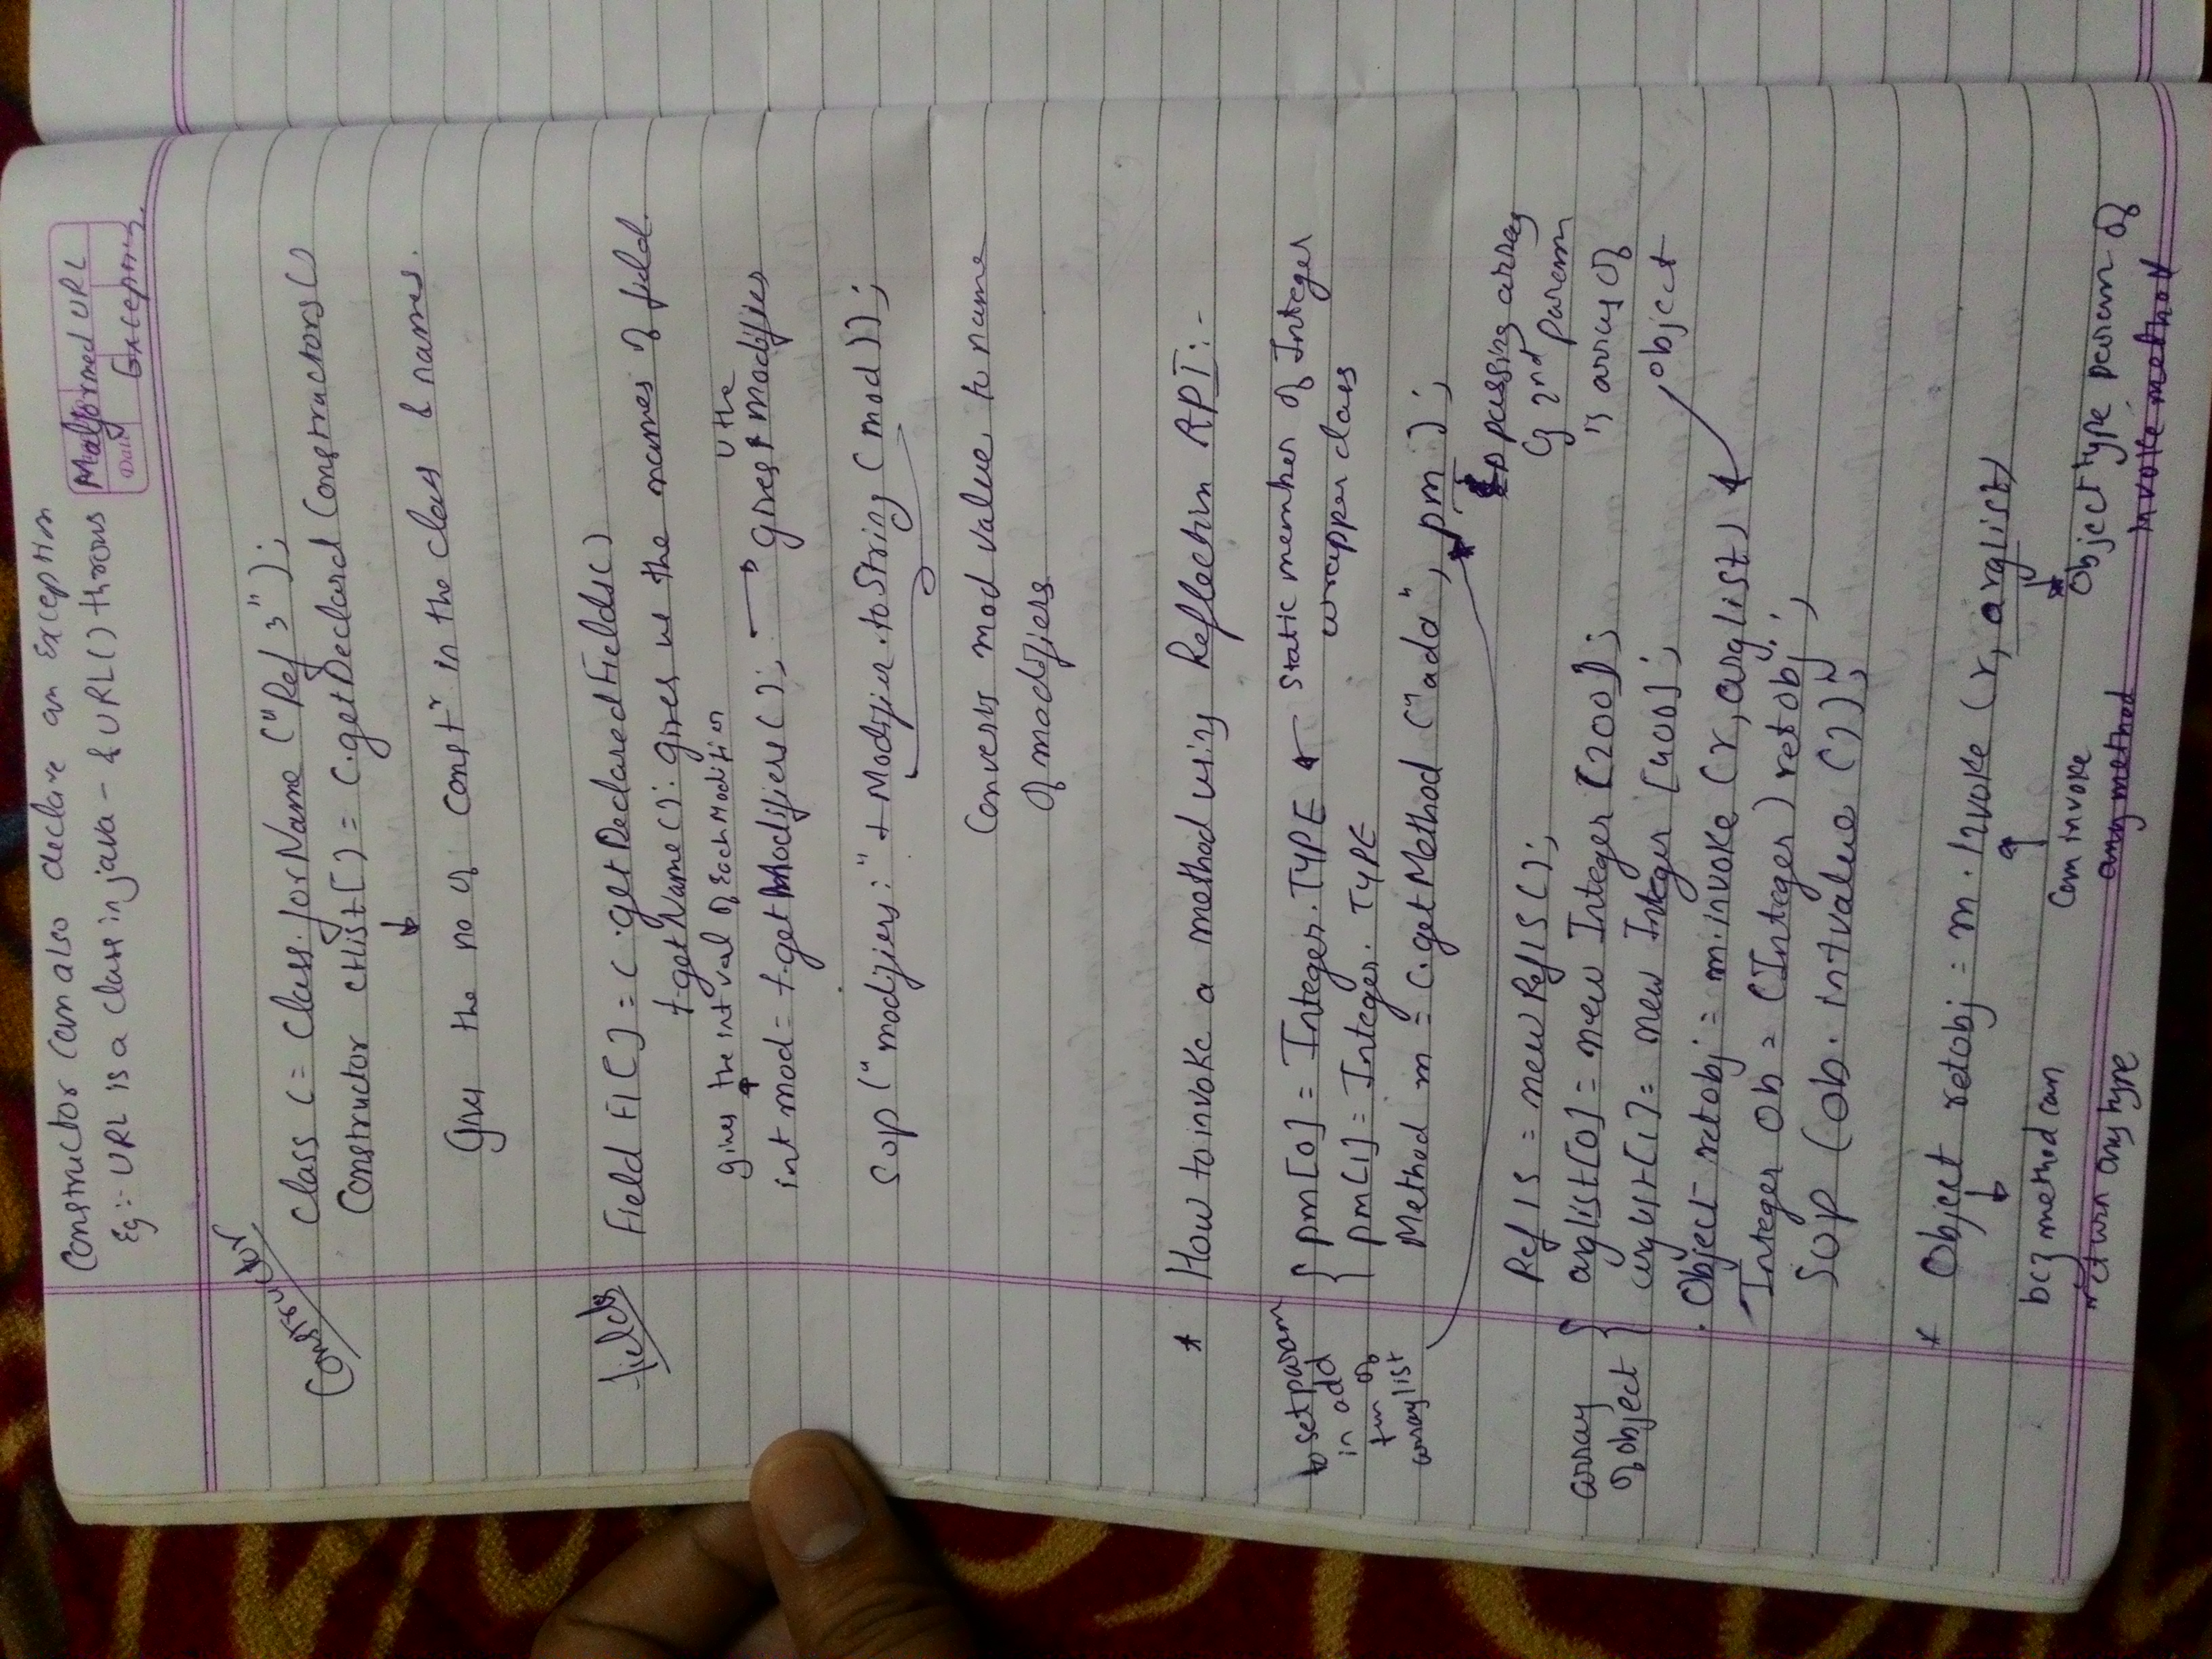 Constructor can also declare an Exception
Eg:- URL is a class in java - & URL() throws Malformed URL
Date
Exception.
Constructor
Class C = Class.forName ("Ref 3");
Constructor ctlist[] = C.getDeclard Constructors()
Gives the no of constr in the class & names.
fields
Field Fl[] = C.getDeclaredFields()
f.getName(): gives us the names of field.
gives the int val of Each Modifier
U the
int mod = f.getModifiers(); → gives modifies
Sop ("modifiers:" + Modifier.toString (mod));
Converts mod value to name
of modifiers
* How to invoke a method using Reflection API:-
to set param
in add
fun of
arraylist
pm[0] = Integer.TYPE ← Static member of Integer
wrapper class
pm[1] = Integer. TYPE
Method m = C.getMethod ("add", pm);
passing array
2nd param
is array of
object
Ref 1S = new Ref1S();
array
of object
arglist[0] = new Integer [200];
arglist[1] = new Integer [400];
Object retobj = m.invoke (r, arglist)
Integer Ob = (Integer) retobj;
Sop (ob. intvalue ());
* Object retobj = m. Invoke (r, arglist)
bcz method can
return any type
Can invoke
any method
Object type param of
invoke method